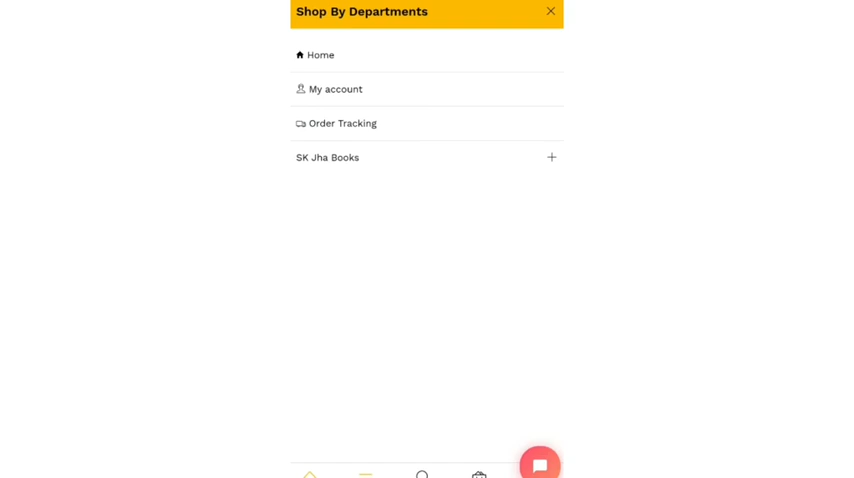 Shop By Departments
Home
My account
Order Tracking
SK Jha Books